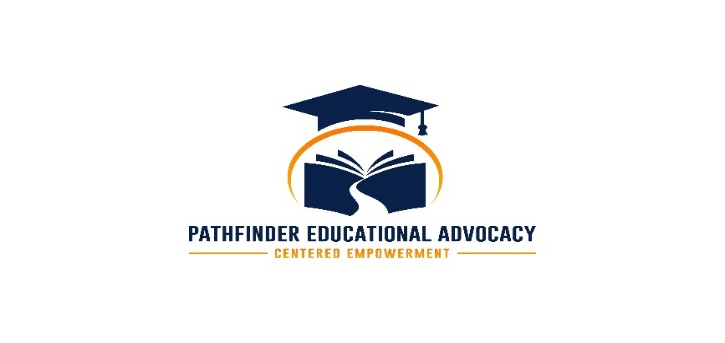 PATHFINDER EDUCATIONAL ADVOCACY
CENTERED EMPOWERMENT